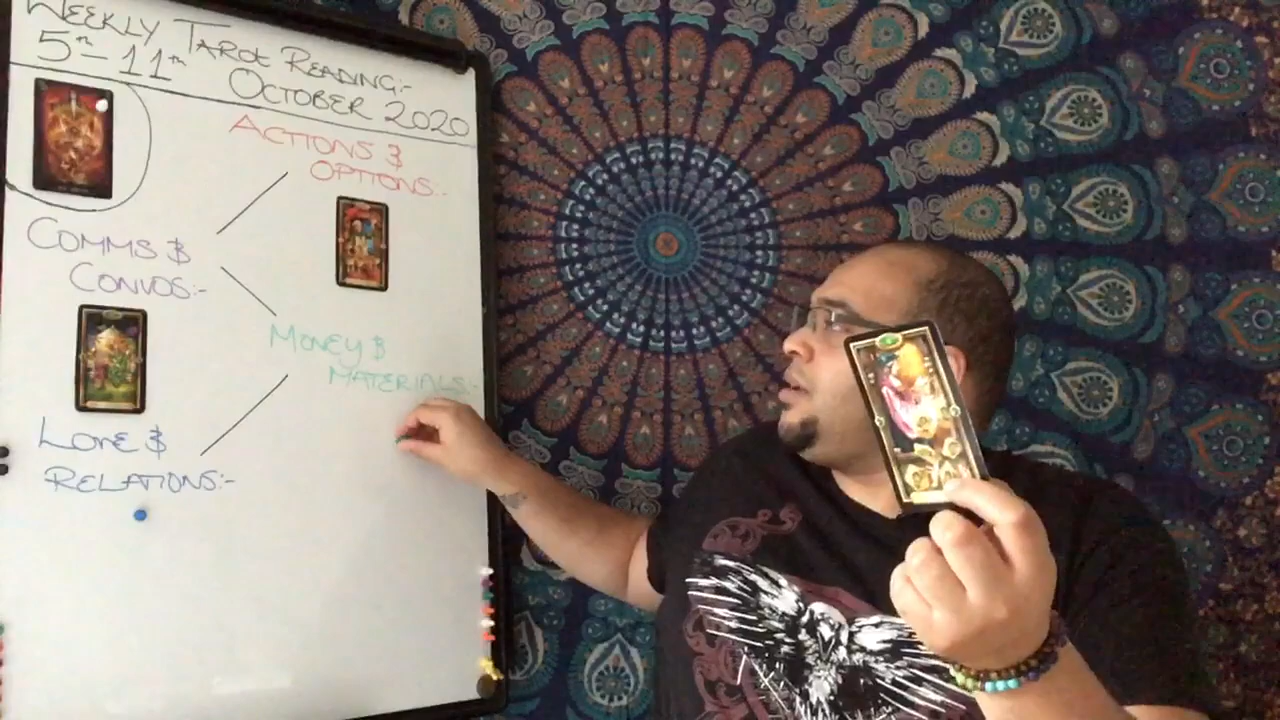 WEEKLY TAROT READING:-
5th - 11th OCTOBER 2020
ACTIONS &
OPTIONS:-
COMMS &
CONVOS:-
MONEY &
MATERIALS:-
LOVE &
RELATIONS:-